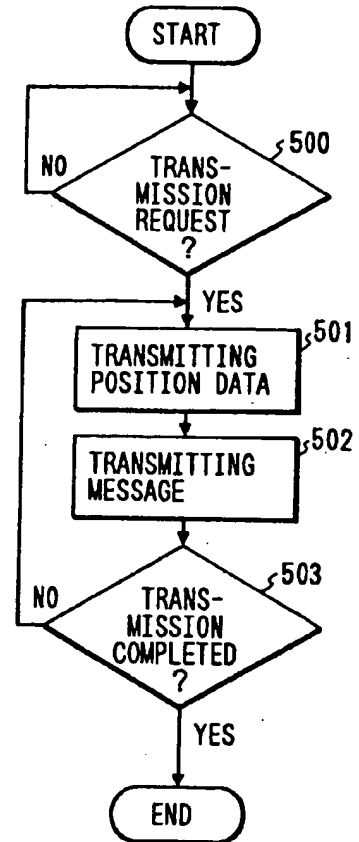 START
500
NO
TRANS-
MISSION
REQUEST
?
YES
501
TRANSMITTING
POSITION DATA
502
TRANSMITTING
MESSAGE
503
NO
TRANS-
MISSION
COMPLETED
?
YES
END